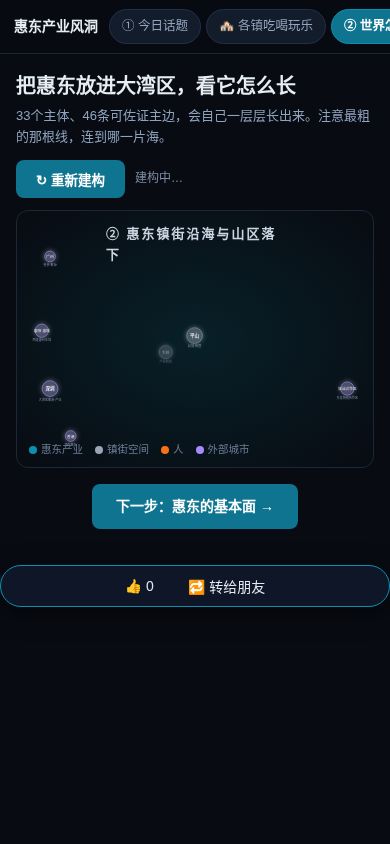 惠东产业风洞
① 今日话题
🏘️ 各镇吃喝玩乐
② 世界怎
把惠东放进大湾区，看它怎么长
33个主体、46条可佐证主边，会自己一层层长出来。注意最粗
的那根线，连到哪一片海。
↻ 重新建构
建构中…
② 惠东镇街沿海与山区落
下
平山
深圳
惠东产业
镇街空间
人
外部城市
下一步：惠东的基本面 →
👍 0
🔁 转给朋友